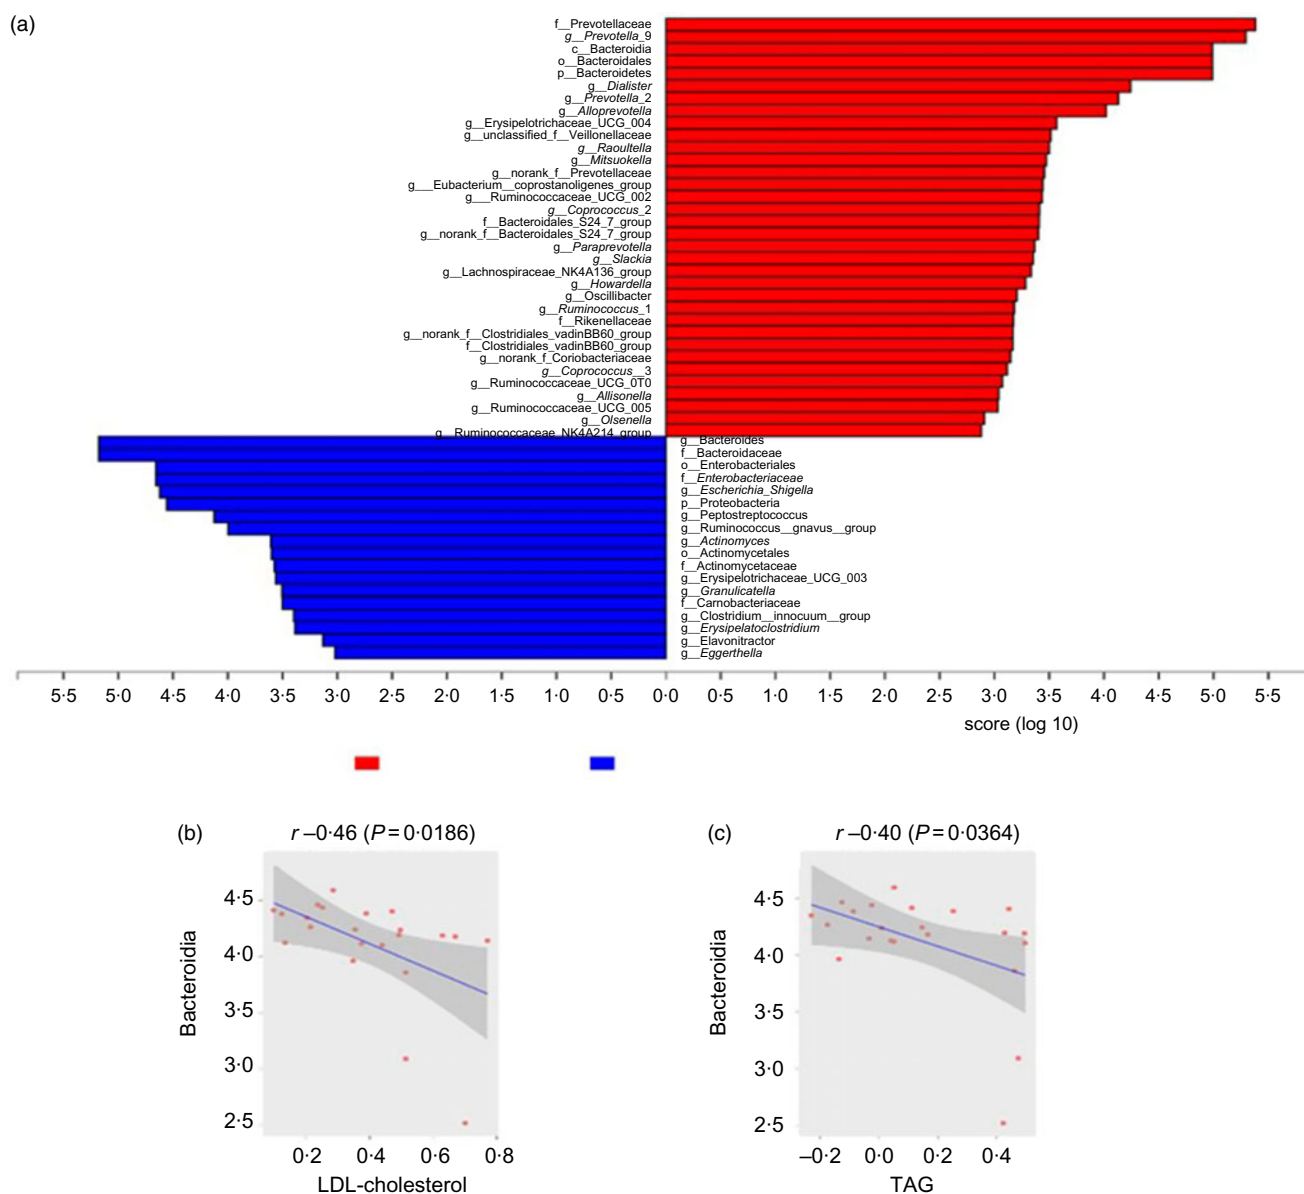 (a)
f__Prevotellaceae
g__Prevotella_9
c__Bacteroidia
o__Bacteroidales
p__Bacteroidetes
g__Dialister
g__Prevotella_2
g__Alloprevotella
g__Erysipelotrichaceae_UCG_004
g__unclassified_f__Veillonellaceae
g__Raoultella
g__Mitsuokella
g__norank_f__Prevotellaceae
g___Eubacterium__coprostanoligenes_group
g__Ruminococcaceae_UCG_002
g__Coprococcus_2
f__Bacteroidales_S24_7_group
g__norank_f__Bacteroidales_S24_7_group
g__Paraprevotella
g__Slackia
g__Lachnospiraceae_NK4A136_group
g__Howardella
g__Oscillibacter
g__Ruminococcus_1
f__Rikenellaceae
g__norank_f__Clostridiales_vadinBB60_group
f__Clostridiales_vadinBB60_group
g__norank_f_Coriobacteriaceae
g__Coprococcus__3
g__Ruminococcaceae_UCG_0T0
g__Allisonella
g__Ruminococcaceae_UCG_005
g__Olsenella
g__Ruminococcaceae_NK4A214_group
g__Bacteroides
f__Bacteroidaceae
o__Enterobacteriales
f__Enterobacteriaceae
g__Escherichia_Shigella
p__Proteobacteria
g__Peptostreptococcus
g__Ruminococcus__gnavus__group
g__Actinomyces
o__Actinomycetales
f__Actinomycetaceae
g__Erysipelotrichaceae_UCG_003
g__Granulicatella
f__Carnobacteriaceae
g__Clostridium__innocuum__group
g__Erysipelatoclostridium
g__Elavonitractor
g__Eggerthella
5·5 5·0 4·5 4·0 3·5 3·0 2·5 2·0 1·5 1·0 0·5 0·0 0·5 1·0 1·5 2·0 2·5 3·0 3·5 4·0 4·5 5·0 5·5
score (log 10)
(b)
r –0·46 (P = 0·0186)
4·5
4·0
3·5
3·0
2·5
Bacteroidia
0·2 0·4 0·6 0·8
LDL-cholesterol
(c)
r –0·40 (P = 0·0364)
4·5
4·0
3·5
3·0
2·5
Bacteroidia
–0·2 0·0 0·2 0·4
TAG